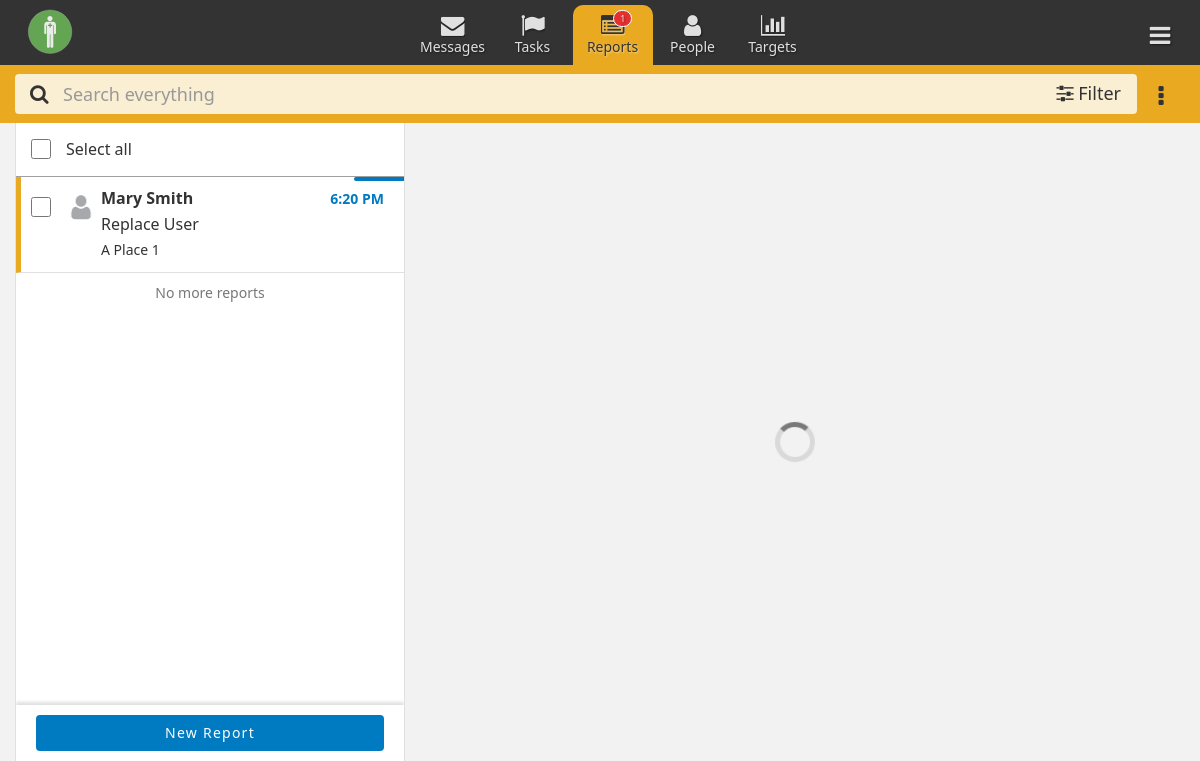 Messages
Tasks
1
Reports
People
Targets
Search everything
Filter
Select all
Mary Smith
6:20 PM
Replace User
A Place 1
No more reports
New Report